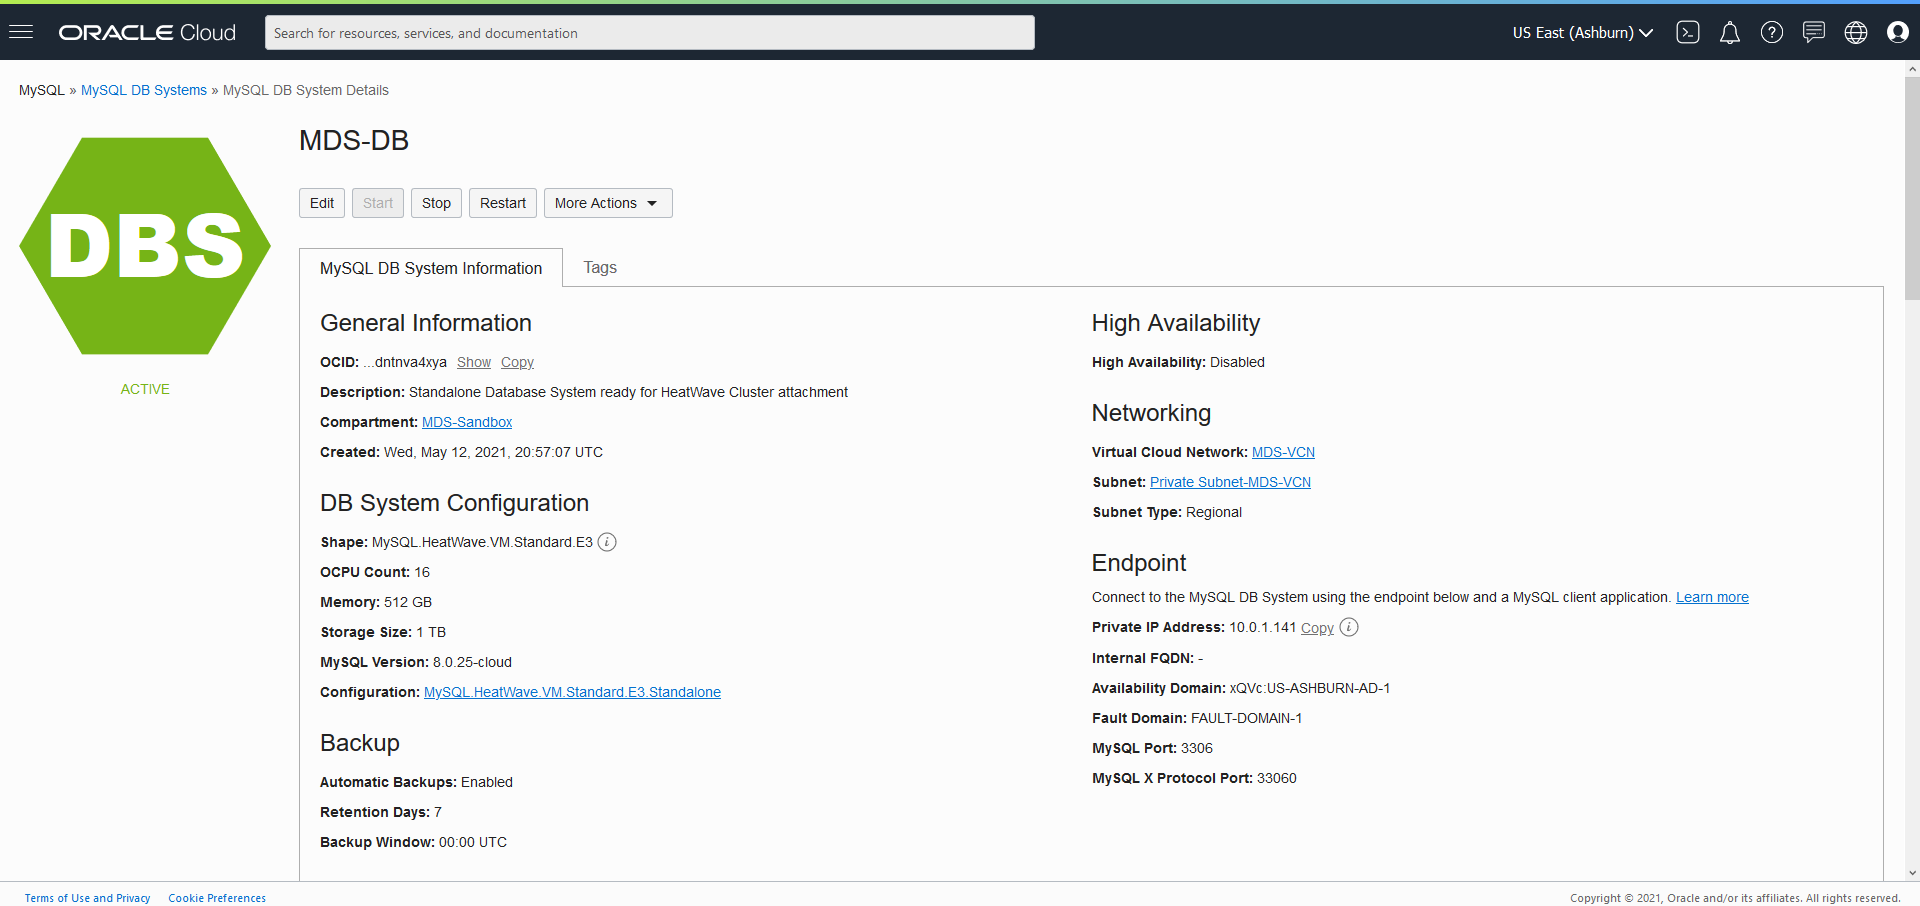 ORACLE Cloud
Search for resources, services, and documentation
US East (Ashburn)
MySQL » MySQL DB Systems » MySQL DB System Details
DBS
ACTIVE
MDS-DB
Edit Start Stop Restart More Actions
MySQL DB System Information Tags
General Information
OCID: ...dntnva4xya Show Copy
Description: Standalone Database System ready for HeatWave Cluster attachment
Compartment: MDS-Sandbox
Created: Wed, May 12, 2021, 20:57:07 UTC
DB System Configuration
Shape: MySQL.HeatWave.VM.Standard.E3 i
OCPU Count: 16
Memory: 512 GB
Storage Size: 1 TB
MySQL Version: 8.0.25-cloud
Configuration: MySQL.HeatWave.VM.Standard.E3.Standalone
Backup
Automatic Backups: Enabled
Retention Days: 7
Backup Window: 00:00 UTC
High Availability
High Availability: Disabled
Networking
Virtual Cloud Network: MDS-VCN
Subnet: Private Subnet-MDS-VCN
Subnet Type: Regional
Endpoint
Connect to the MySQL DB System using the endpoint below and a MySQL client application. Learn more
Private IP Address: 10.0.1.141 Copy i
Internal FQDN: -
Availability Domain: xQVc:US-ASHBURN-AD-1
Fault Domain: FAULT-DOMAIN-1
MySQL Port: 3306
MySQL X Protocol Port: 33060
Terms of Use and Privacy Cookie Preferences
Copyright © 2021, Oracle and/or its affiliates. All rights reserved.